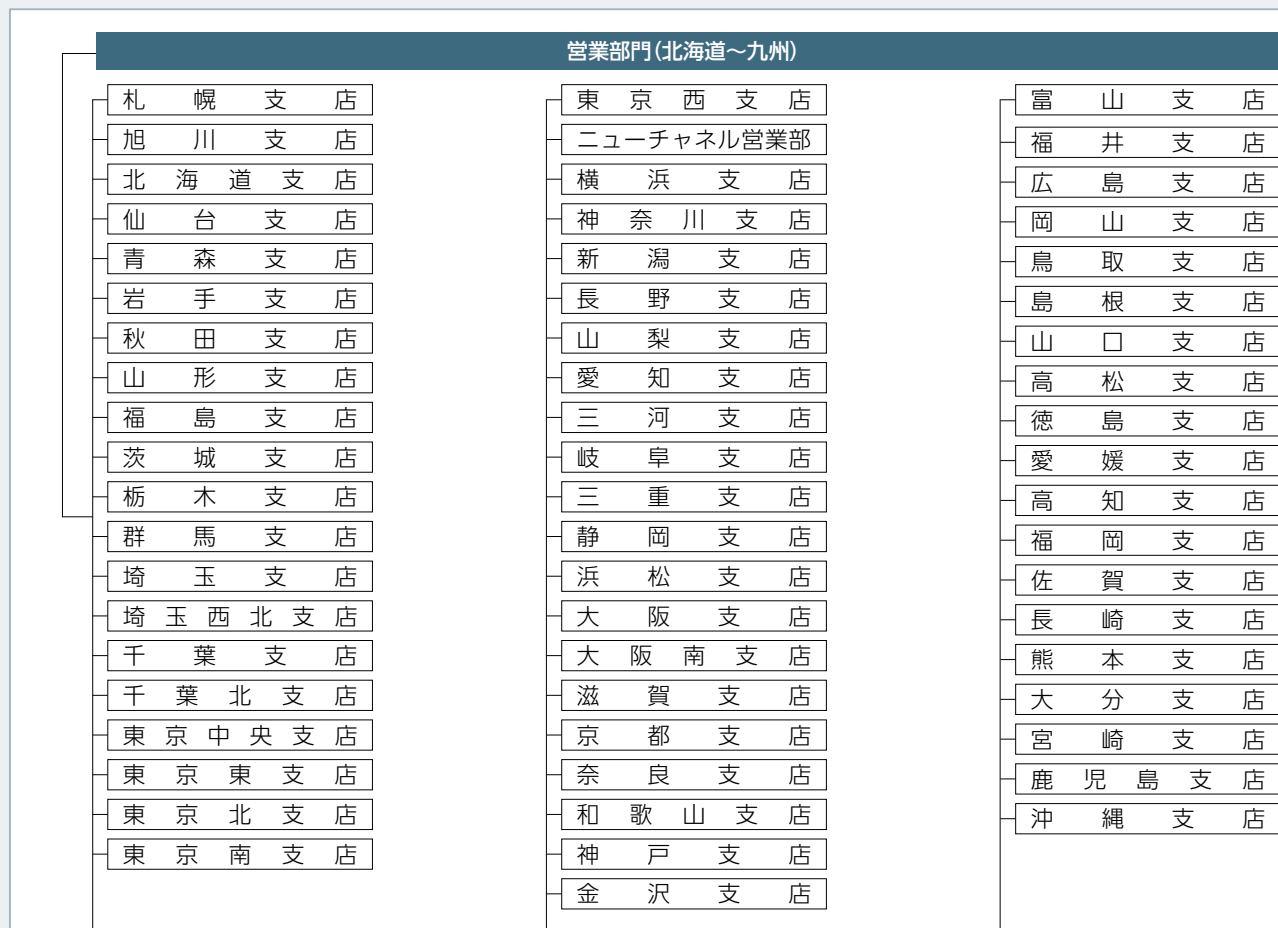 営業部門(北海道～九州)
札幌支店
旭川支店
北海道支店
仙台支店
青森支店
岩手支店
秋田支店
山形支店
福島支店
茨城支店
栃木支店
群馬支店
埼玉支店
埼玉西北支店
千葉支店
千葉北支店
東京中央支店
東京東支店
東京北支店
東京南支店
東京西支店
ニューチャネル営業部
横浜支店
神奈川支店
新潟支店
長野支店
山梨支店
愛知支店
三河支店
岐阜支店
三重支店
静岡支店
浜松支店
大阪支店
大阪南支店
滋賀支店
京都支店
奈良支店
和歌山支店
神戸支店
金沢支店
富山支店
福井支店
広島支店
岡山支店
鳥取支店
島根支店
山口支店
高松支店
徳島支店
愛媛支店
高知支店
福岡支店
佐賀支店
長崎支店
熊本支店
大分支店
宮崎支店
鹿児島支店
沖縄支店